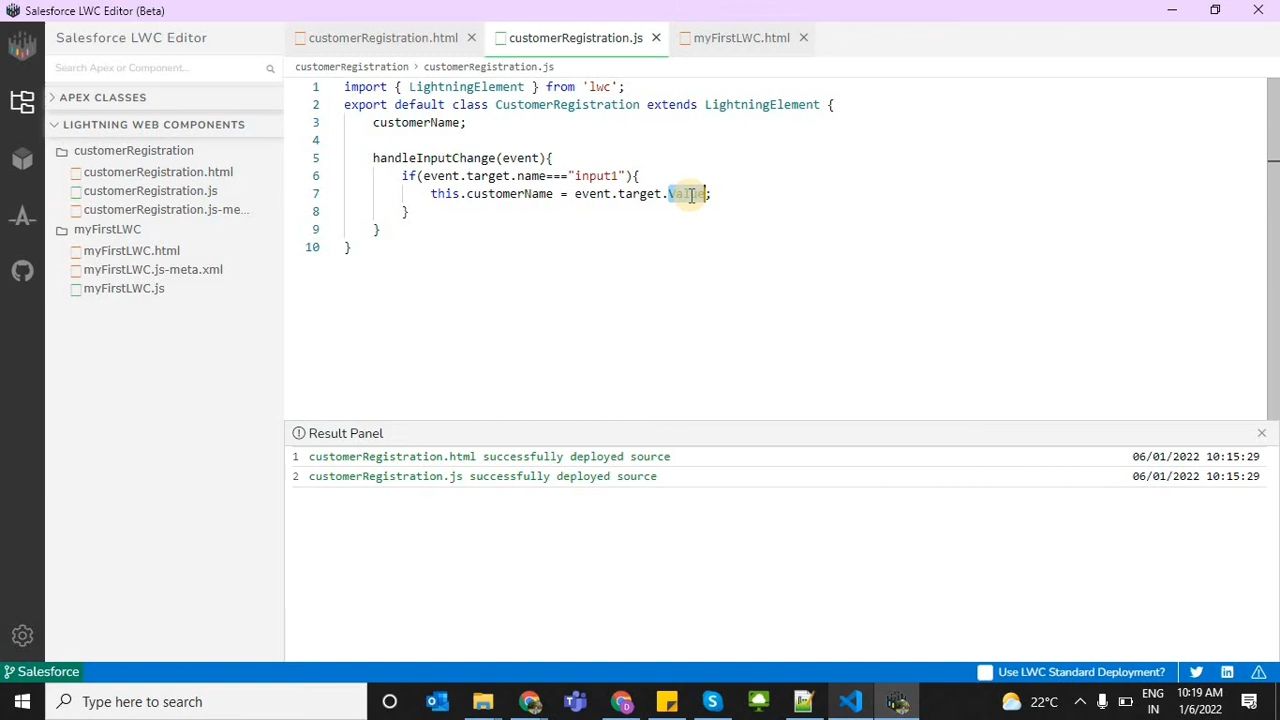 Salesforce LWC Editor (Beta)
Salesforce LWC Editor
customerRegistration.html
customerRegistration.js
myFirstLWC.html
Search Apex or Component...
customerRegistration > customerRegistration.js
APEX CLASSES
LIGHTNING WEB COMPONENTS
customerRegistration
customerRegistration.html
customerRegistration.js
customerRegistration.js-me...
myFirstLWC
myFirstLWC.html
myFirstLWC.js-meta.xml
myFirstLWC.js
1 import { LightningElement } from 'lwc';
2 export default class CustomerRegistration extends LightningElement {
3 customerName;
4
5 handleInputChange(event){
6 if(event.target.name==="input1"){
7 this.customerName = event.target.Value;
8 }
9 }
10 }
Result Panel
1 customerRegistration.html successfully deployed source 06/01/2022 10:15:29
2 customerRegistration.js successfully deployed source 06/01/2022 10:15:29
Salesforce
Use LWC Standard Deployment?
Type here to search
22°C
ENG
IN
10:19 AM
1/6/2022